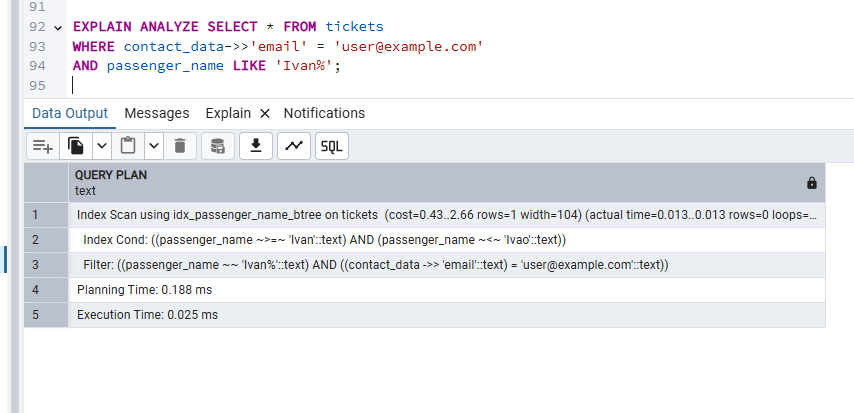 91
92 EXPLAIN ANALYZE SELECT * FROM tickets
93 WHERE contact_data->>'email' = 'user@example.com'
94 AND passenger_name LIKE 'Ivan%';
95
Data Output Messages Explain × Notifications
SQL
QUERY PLAN
text
1 Index Scan using idx_passenger_name_btree on tickets (cost=0.43..2.66 rows=1 width=104) (actual time=0.013..0.013 rows=0 loops=...
2 Index Cond: ((passenger_name ~>=~ 'Ivan'::text) AND (passenger_name ~<~ 'Ivao'::text))
3 Filter: ((passenger_name ~~ 'Ivan%'::text) AND ((contact_data ->> 'email'::text) = 'user@example.com'::text))
4 Planning Time: 0.188 ms
5 Execution Time: 0.025 ms